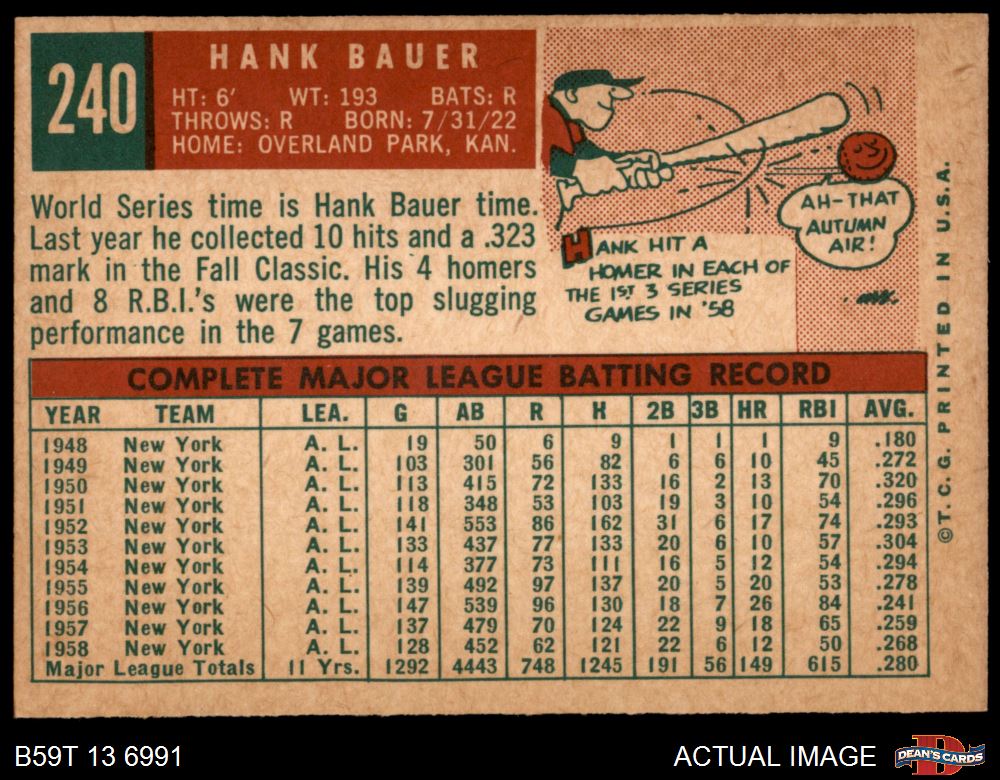 240
HANK BAUER
HT: 6' WT: 193 BATS: R
THROWS: R BORN: 7/31/22
HOME: OVERLAND PARK, KAN.
World Series time is Hank Bauer time.
Last year he collected 10 hits and a .323
mark in the Fall Classic. His 4 homers
and 8 R.B.I.'s were the top slugging
performance in the 7 games.
AH-THAT
AUTUMN
AIR!
HANK HIT A
HOMER IN EACH OF
THE 1ST 3 SERIES
GAMES IN '58
COMPLETE MAJOR LEAGUE BATTING RECORD
YEAR TEAM LEA. G AB R H 2B 3B HR RBI AVG.
1948 New York A. L. 19 50 6 9 1 1 1 9 .180
1949 New York A. L. 103 301 56 82 6 6 10 45 .272
1950 New York A. L. 113 415 72 133 16 2 13 70 .320
1951 New York A. L. 118 348 53 103 19 3 10 54 .296
1952 New York A. L. 141 553 86 162 31 6 17 74 .293
1953 New York A. L. 133 437 77 133 20 6 10 57 .304
1954 New York A. L. 114 377 73 111 16 5 12 54 .294
1955 New York A. L. 139 492 97 137 20 5 20 53 .278
1956 New York A. L. 147 539 96 130 18 7 26 84 .241
1957 New York A. L. 137 479 70 124 22 9 18 65 .259
1958 New York A. L. 128 452 62 121 22 6 12 50 .268
Major League Totals 11 Yrs. 1292 4443 748 1245 191 56 149 615 .280
©T. C. G. PRINTED IN U.S.A.
B59T 13 6991
ACTUAL IMAGE
DEAN'S CARDS